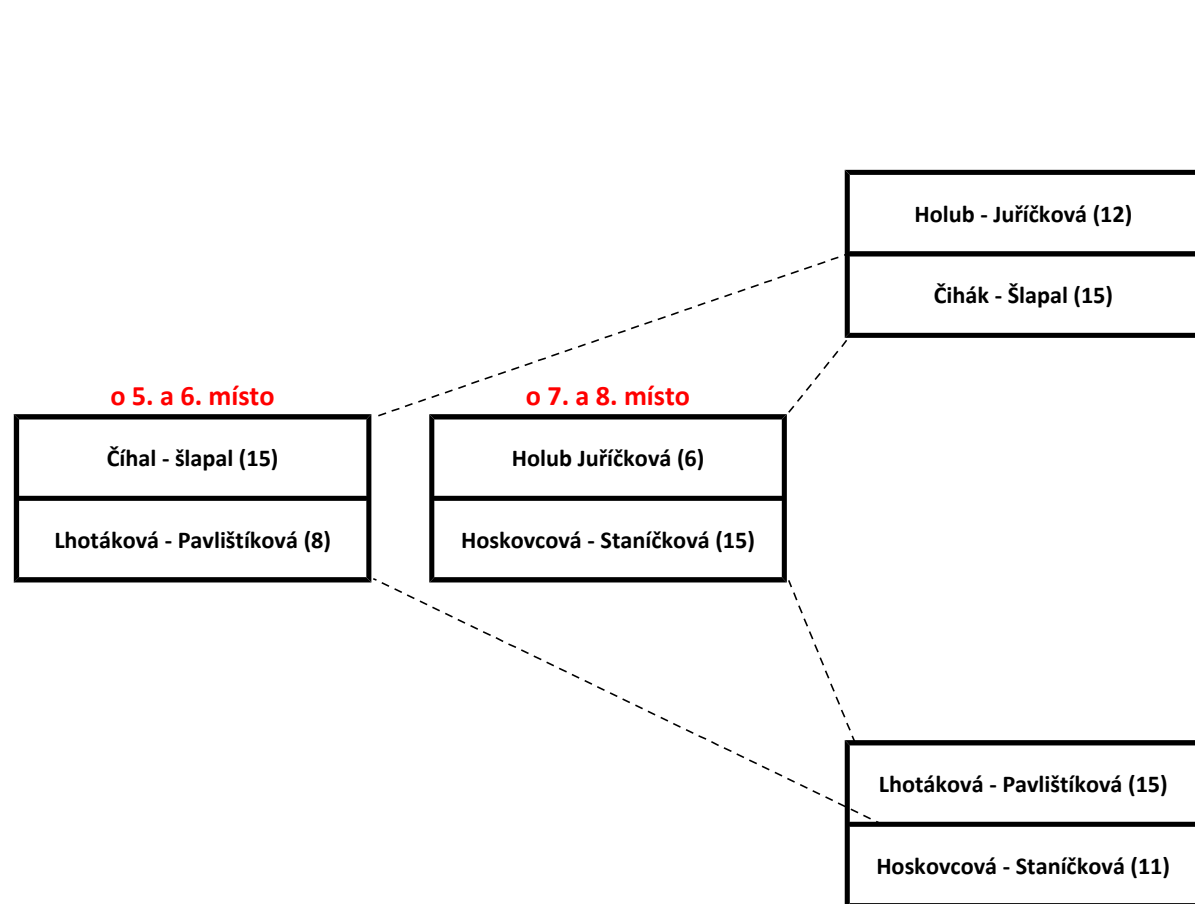 Holub - Juříčková (12)
Čihák - Šlapal (15)
o 5. a 6. místo
o 7. a 8. místo
Číhal - šlapal (15)
Holub Juříčková (6)
Lhotáková - Pavlištíková (8)
Hoskovcová - Staníčková (15)
Lhotáková - Pavlištíková (15)
Hoskovcová - Staníčková (11)